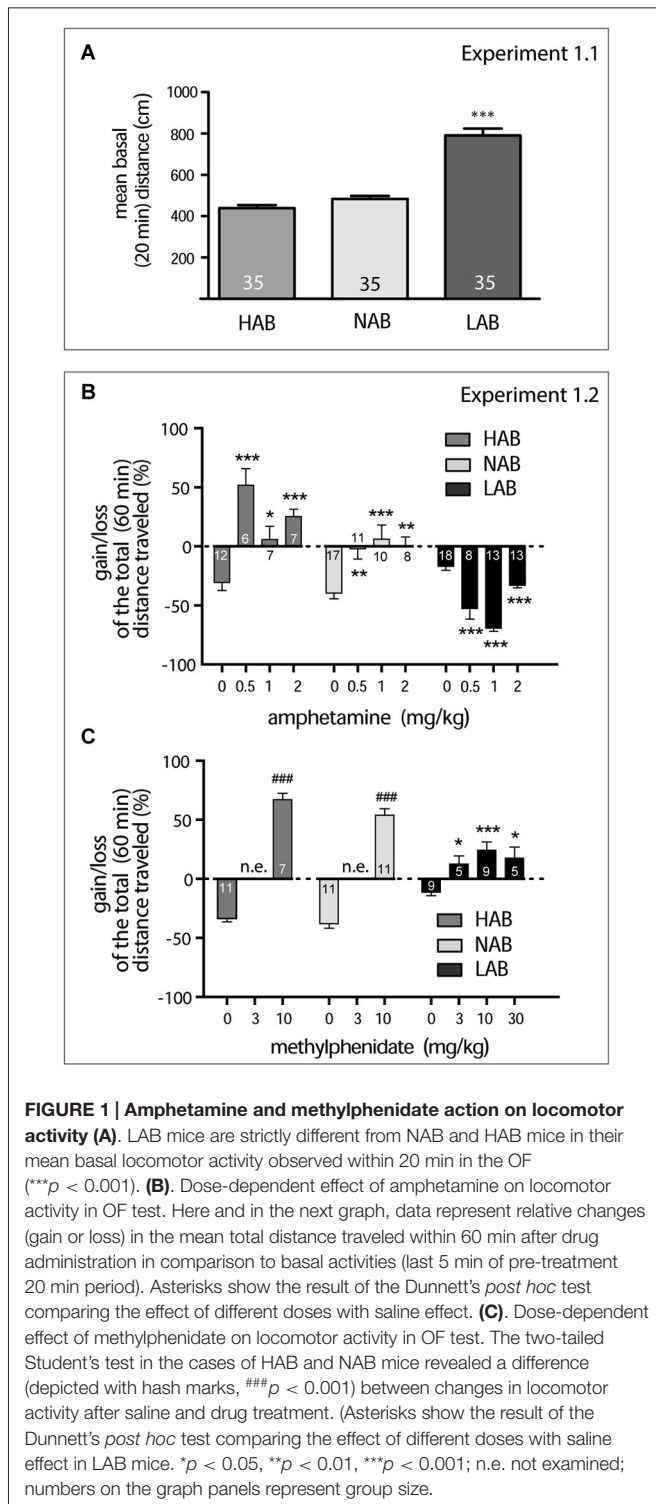 A
Experiment 1.1
mean basal
(20 min) distance (cm)
1000
800
600
400
200
***
35
35
35
HAB
NAB
LAB
B
Experiment 1.2
gain/loss
of the total (60 min)
distance traveled (%)
100
50
0
-50
-100
HAB
NAB
LAB
***
*
***
***
**
**
***
***
***
12
6
7
7
17
11
10
8
18
8
13
13
0 0.5 1 2
0 0.5 1 2
0 0.5 1 2
amphetamine (mg/kg)
C
gain/loss
of the total (60 min)
distance traveled (%)
100
50
0
-50
-100
###
###
*
***
*
n.e.
n.e.
11
7
11
11
9
5
9
5
HAB
NAB
LAB
0 3 10
0 3 10
0 3 10 30
methylphenidate (mg/kg)
FIGURE 1 | Amphetamine and methylphenidate action on locomotor
activity (A). LAB mice are strictly different from NAB and HAB mice in their
mean basal locomotor activity observed within 20 min in the OF
(***p < 0.001). (B). Dose-dependent effect of amphetamine on locomotor
activity in OF test. Here and in the next graph, data represent relative changes
(gain or loss) in the mean total distance traveled within 60 min after drug
administration in comparison to basal activities (last 5 min of pre-treatment
20 min period). Asterisks show the result of the Dunnett's post hoc test
comparing the effect of different doses with saline effect. (C). Dose-dependent
effect of methylphenidate on locomotor activity in OF test. The two-tailed
Student's test in the cases of HAB and NAB mice revealed a difference
(depicted with hash marks, ###p < 0.001) between changes in locomotor
activity after saline and drug treatment. (Asterisks show the result of the
Dunnett's post hoc test comparing the effect of different doses with saline
effect in LAB mice. *p < 0.05, **p < 0.01, ***p < 0.001; n.e. not examined;
numbers on the graph panels represent group size.